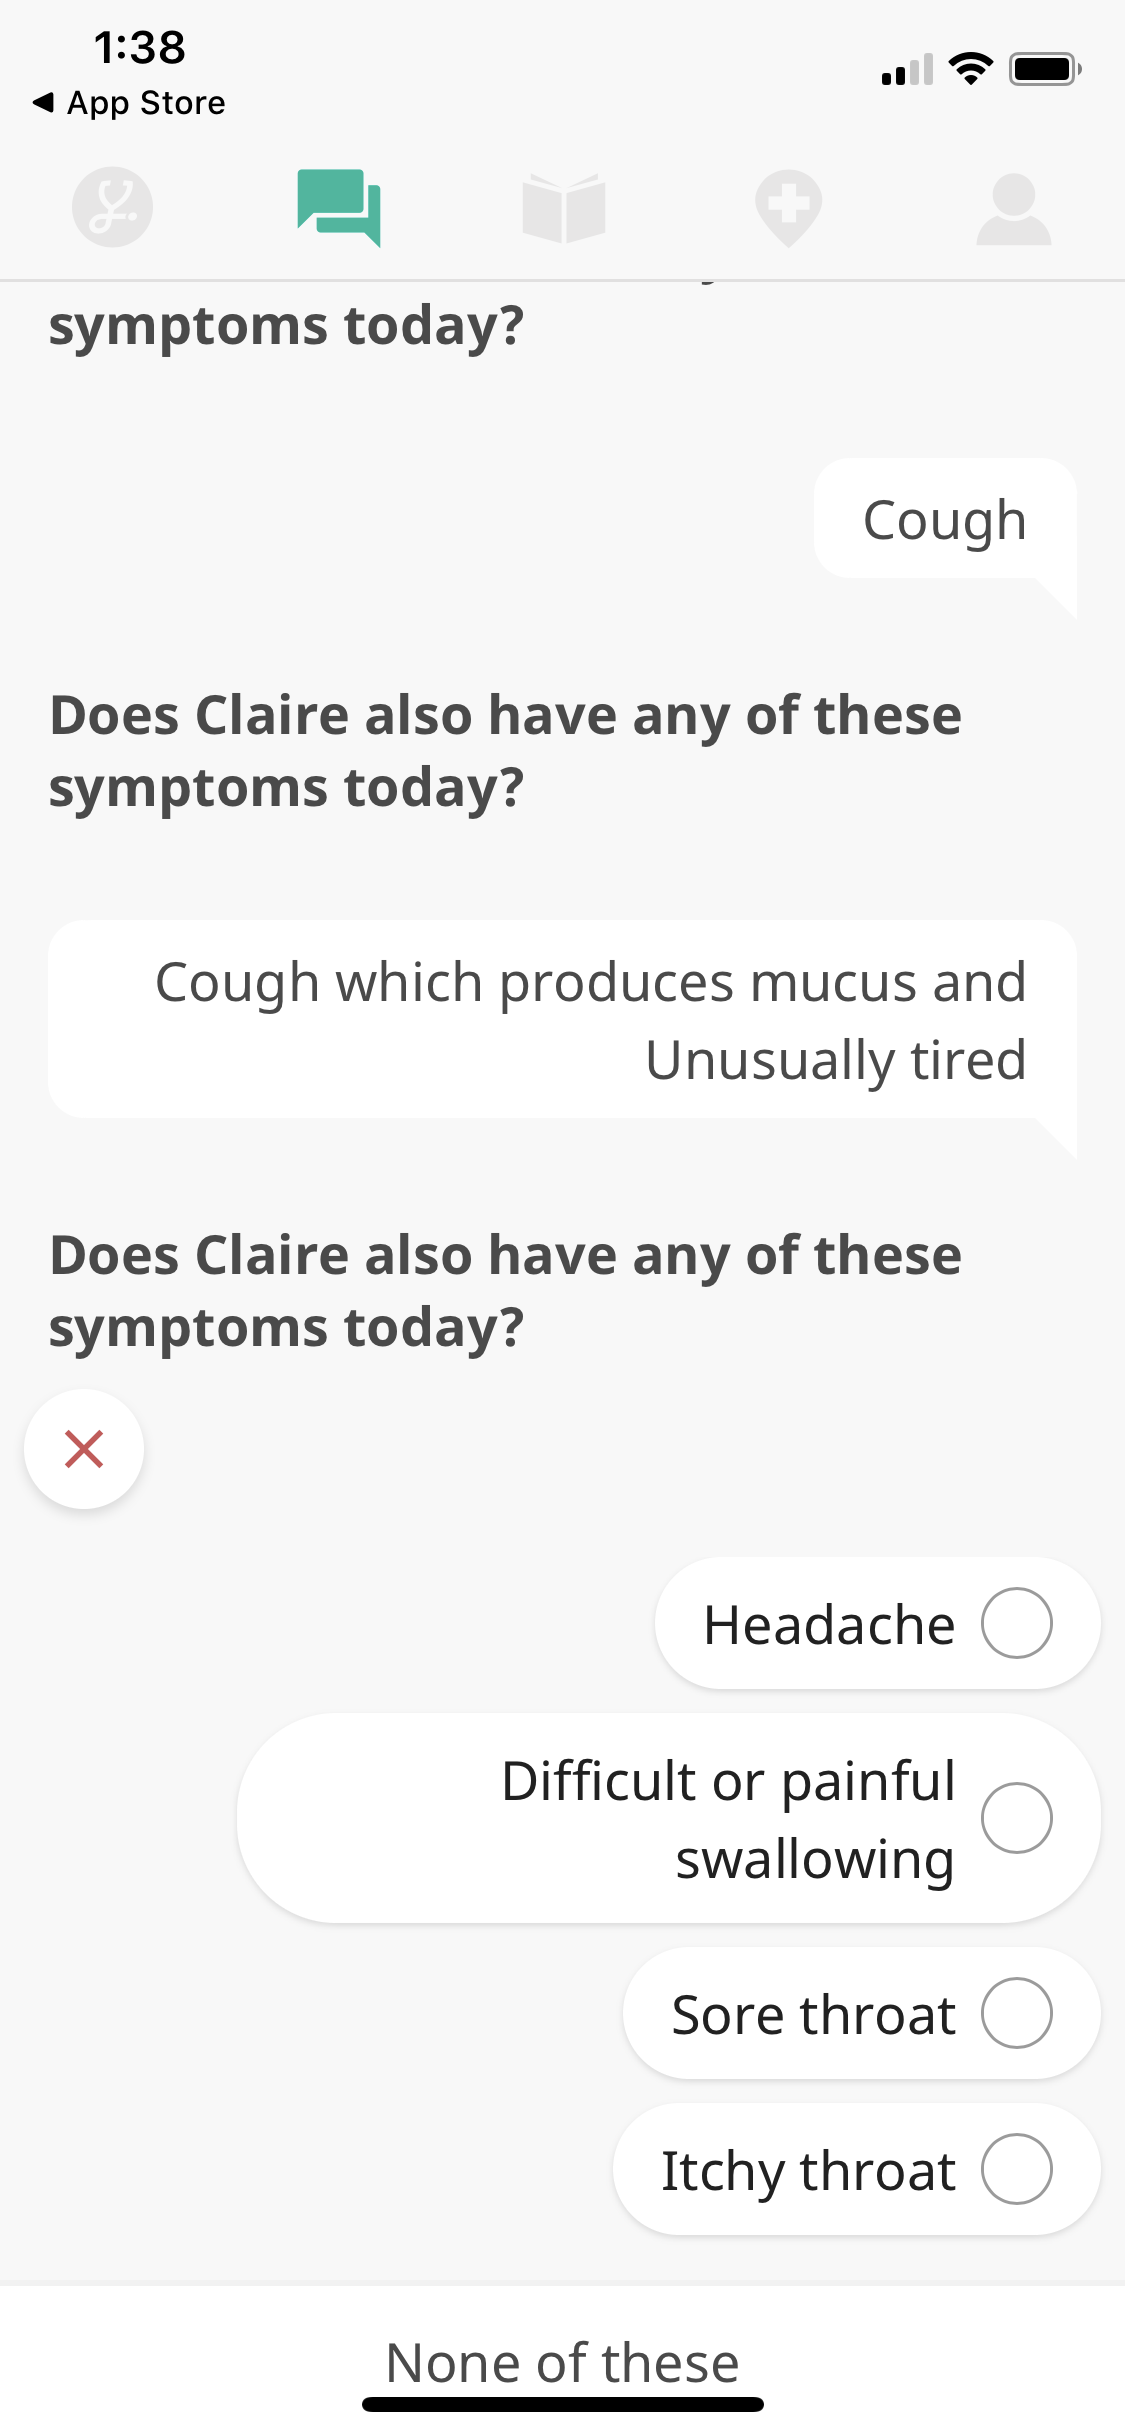 1:38
App Store
symptoms today?
Cough
Does Claire also have any of these
symptoms today?
Cough which produces mucus and
Unusually tired
Does Claire also have any of these
symptoms today?
Headache
Difficult or painful
swallowing
Sore throat
Itchy throat
None of these